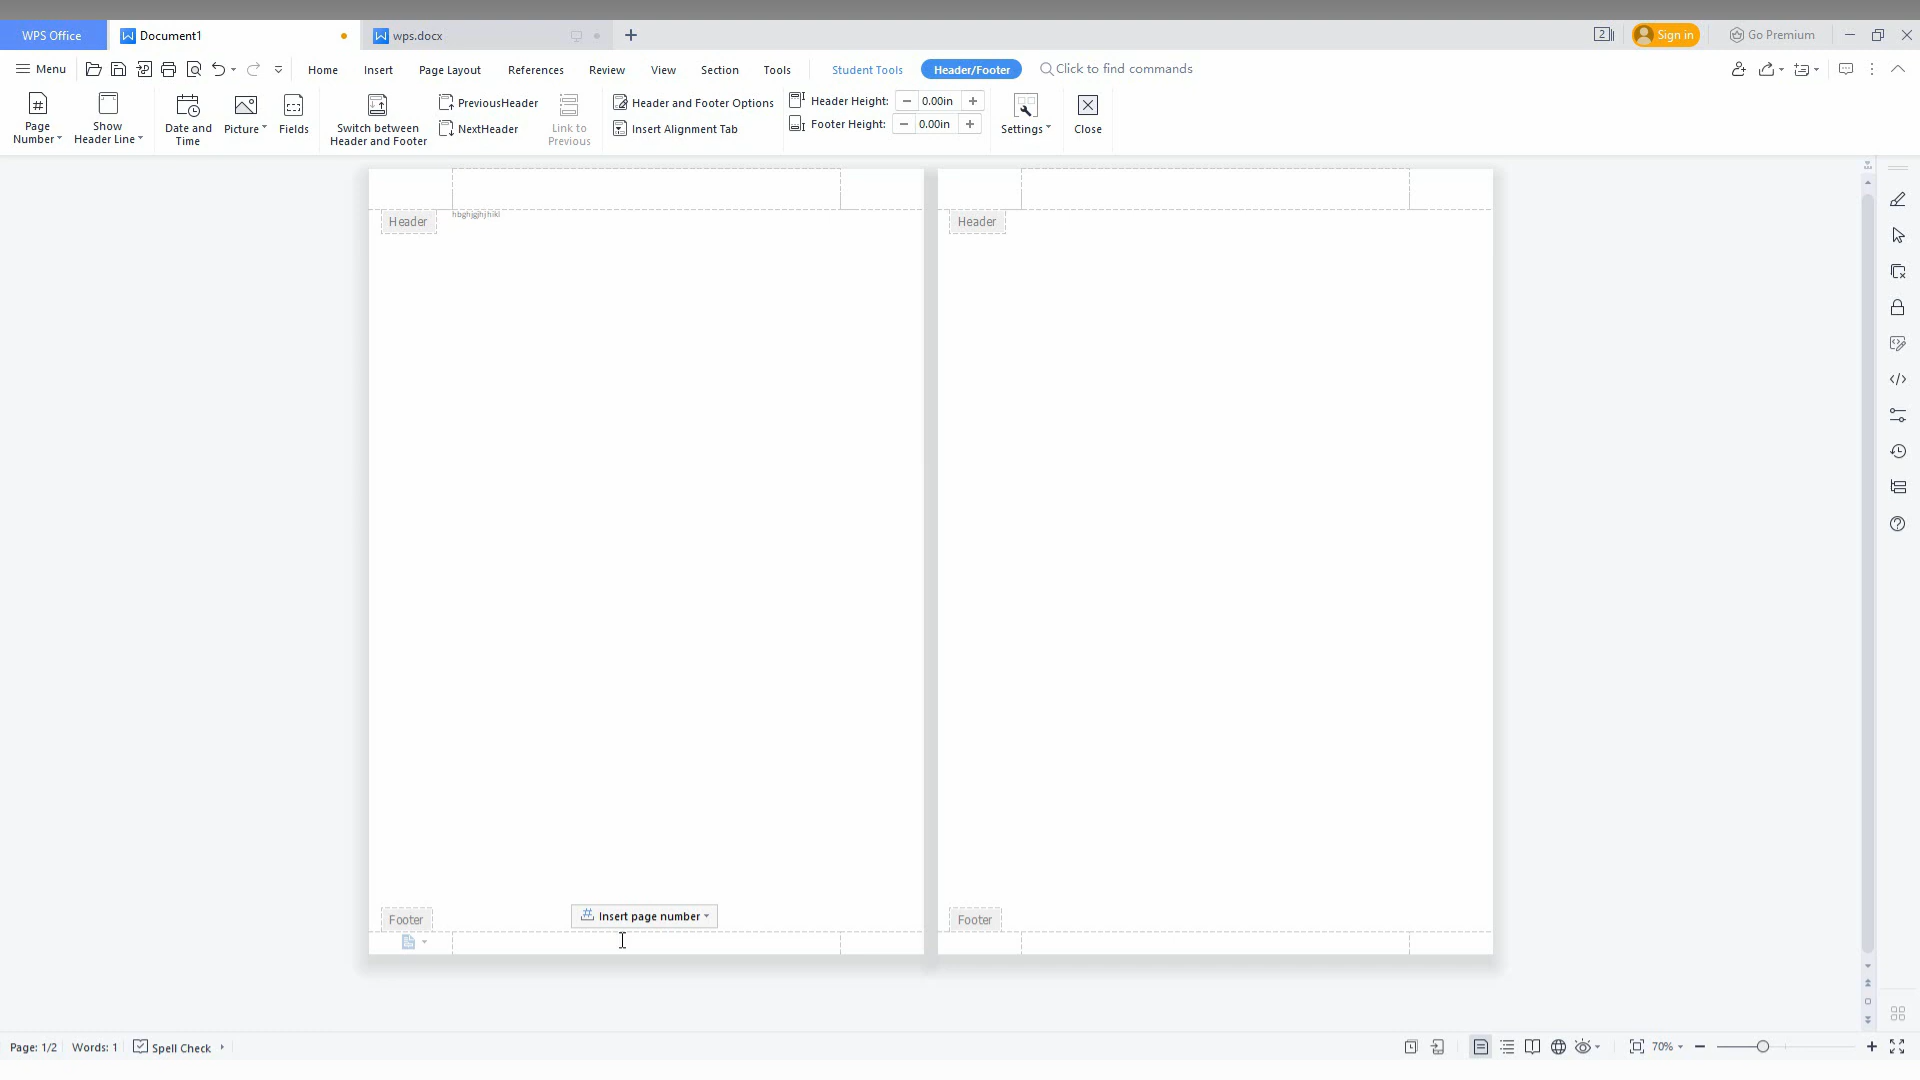 WPS Office
Document1
wps.docx
2
Sign in
Go Premium
Menu
Home
Insert
Page Layout
References
Review
View
Section
Tools
Student Tools
Header/Footer
Click to find commands
Page Number
Show Header Line
Date and Time
Picture
Fields
Switch between Header and Footer
PreviousHeader
NextHeader
Link to Previous
Header and Footer Options
Insert Alignment Tab
Header Height: 0.00in
Footer Height: 0.00in
Settings
Close
Header
Header
Footer
Insert page number
Footer
Page: 1/2
Words: 1
Spell Check
70%